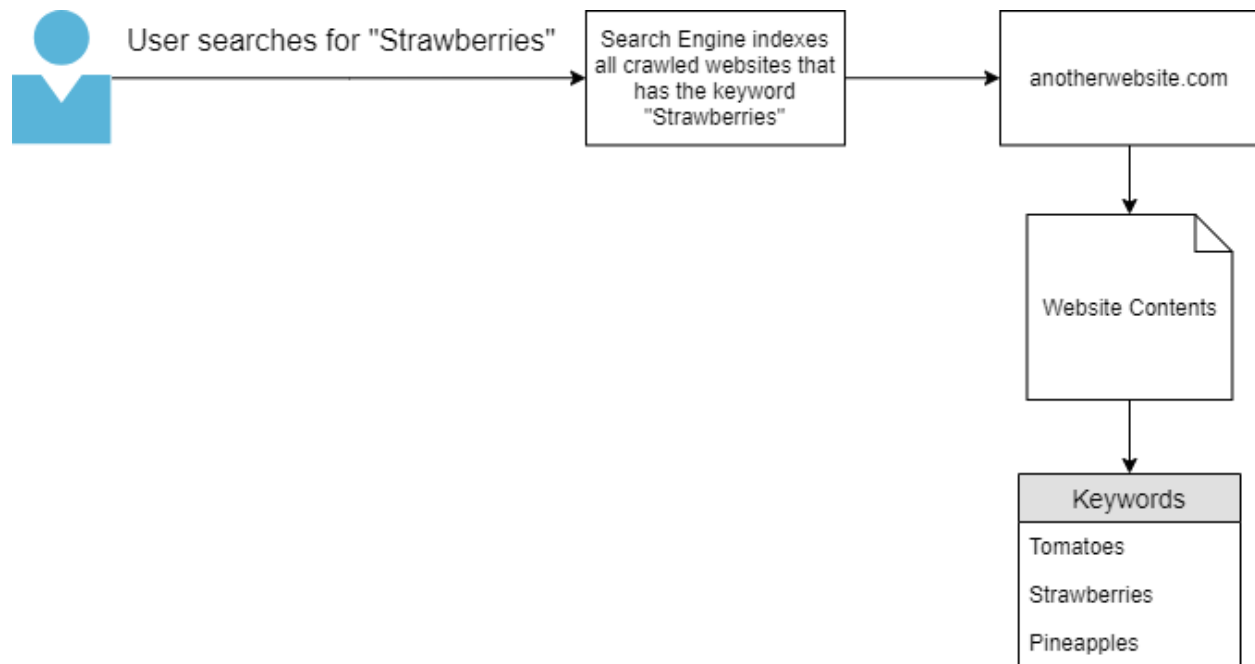 User searches for "Strawberries"
Search Engine indexes
all crawled websites that
has the keyword
"Strawberries"
anotherwebsite.com
Website Contents
Keywords
Tomatoes
Strawberries
Pineapples